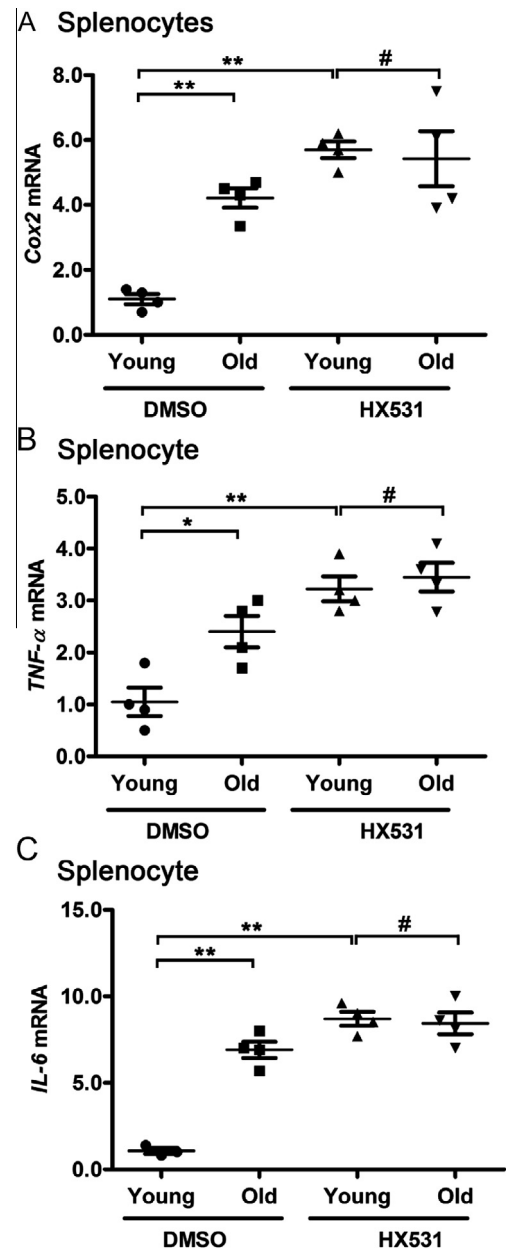 A Splenocytes
** #
**
8.0
6.0
4.0
2.0
0.0
Cox2 mRNA
Young Old Young Old
DMSO HX531
B Splenocyte
** #
*
5.0
4.0
3.0
2.0
1.0
0.0
TNF-α mRNA
Young Old Young Old
DMSO HX531
C Splenocyte
** #
**
15.0
10.0
5.0
0.0
IL-6 mRNA
Young Old Young Old
DMSO HX531